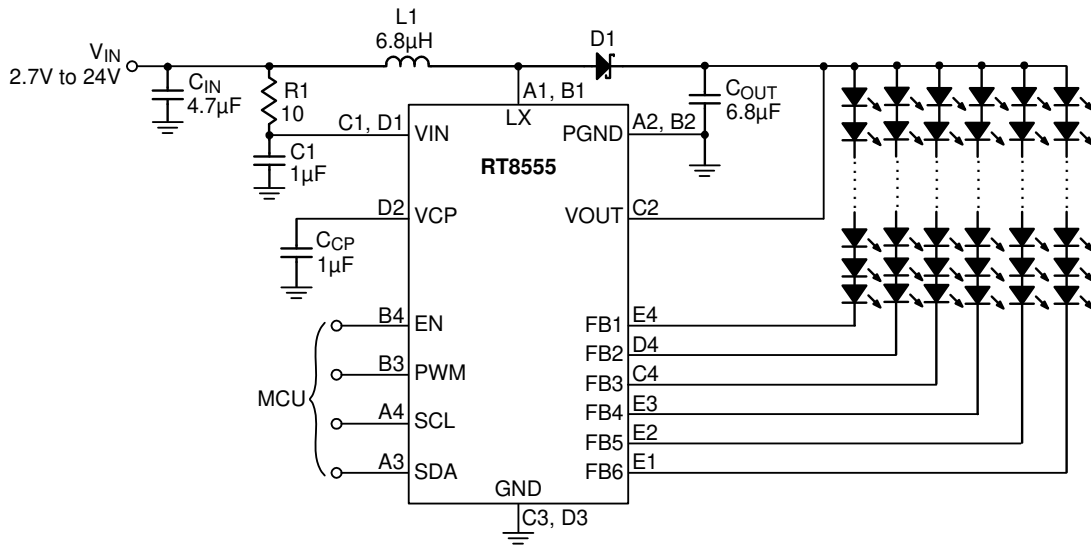 L1
6.8µH
D1
VIN
2.7V to 24V
CIN
4.7µF
R1
10
A1, B1
LX
COUT
6.8µF
C1, D1
VIN
A2, B2
PGND
C1
1µF
RT8555
D2
VCP
C2
VOUT
CCP
1µF
B4
EN
E4
FB1
D4
FB2
B3
PWM
C4
FB3
MCU
A4
SCL
E3
FB4
E2
FB5
A3
SDA
E1
FB6
GND
C3, D3